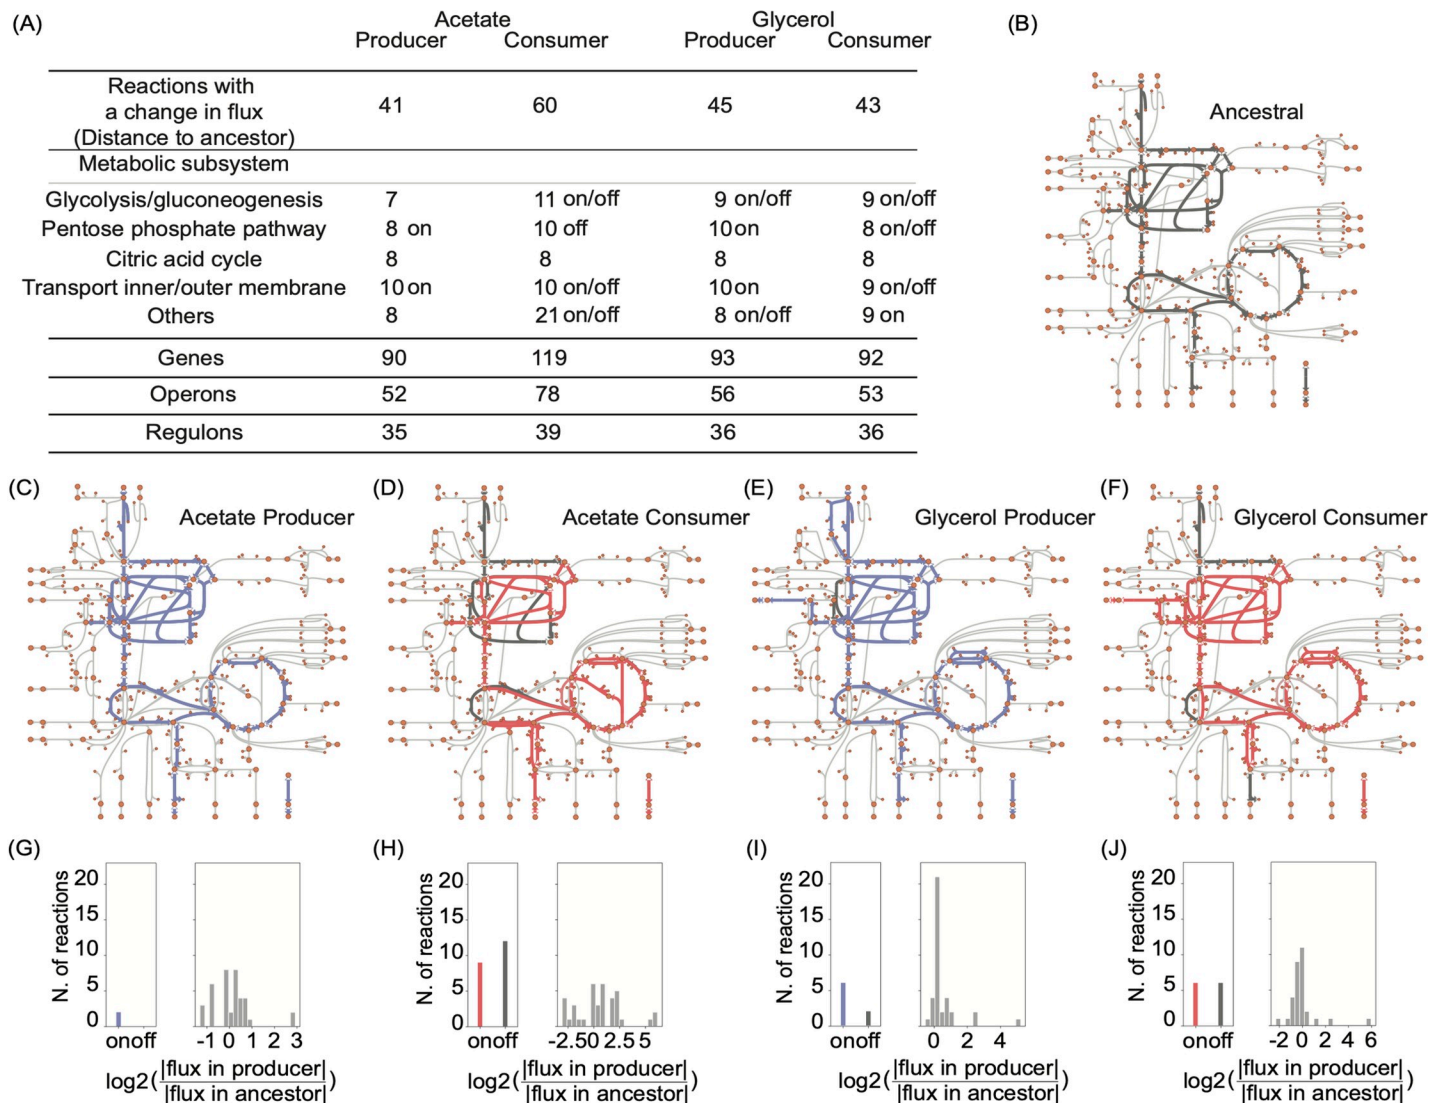 (A)
Acetate Glycerol
Producer Consumer Producer Consumer
Reactions with
a change in flux 41 60 45 43
(Distance to ancestor)
Metabolic subsystem
Glycolysis/gluconeogenesis 7 11 on/off 9 on/off 9 on/off
Pentose phosphate pathway 8 on 10 off 10 on 8 on/off
Citric acid cycle 8 8 8 8
Transport inner/outer membrane 10 on 10 on/off 10 on 9 on/off
Others 8 21 on/off 8 on/off 9 on
Genes 90 119 93 92
Operons 52 78 56 53
Regulons 35 39 36 36
(B)
Ancestral
(C)
Acetate Producer
(D)
Acetate Consumer
(E)
Glycerol Producer
(F)
Glycerol Consumer
(G)
N. of reactions
20
15
10
5
0
onoff
-1 0 1 2 3
log2(|flux in producer|/|flux in ancestor|)
(H)
N. of reactions
20
15
10
5
0
onoff
-2.50 0 2.5 5
log2(|flux in producer|/|flux in ancestor|)
(I)
N. of reactions
20
15
10
5
0
onoff
0 2 4
log2(|flux in producer|/|flux in ancestor|)
(J)
N. of reactions
20
15
10
5
0
onoff
-2 0 2 4 6
log2(|flux in producer|/|flux in ancestor|)